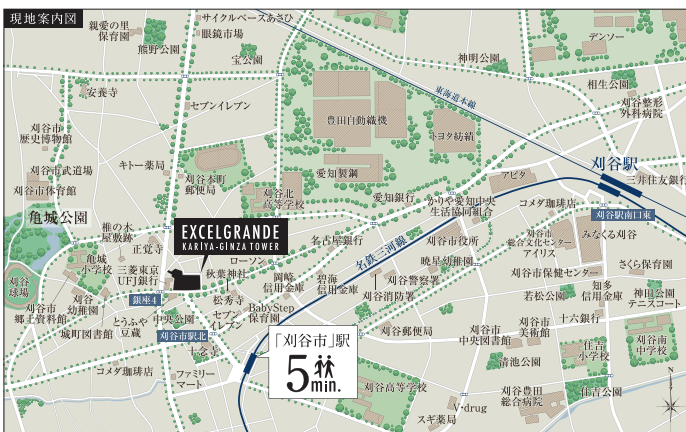 現地案内図
親愛の里
保育園
熊野公園
サイクルベースあさひ
眼鏡市場
宝公園
神明公園
デンソー
相生公園
刈谷整形
外科病院
安養寺
セブンイレブン
豊田自動織機
東海道本線
トヨタ紡織
刈谷市
歴史博物館
刈谷市武道場
刈谷市体育館
キトー薬局
刈谷本町
郵便局
愛知製鋼
刈谷北
高等学校
愛知銀行
かりや愛知中央
生活協同組合
アピタ
刈谷駅
三井住友銀行
コメダ珈琲店
刈谷駅南口東
亀城公園
椎の木
屋敷跡
正覚寺
EXCELGRANDE
KARIYA-GINZA TOWER
名古屋銀行
名鉄三河線
刈谷市役所
刈谷市
総合文化センター
アイリス
みなくる刈谷
亀城
小学校
三菱東京
UFJ銀行
ローソン
秋葉神社
岡崎
信用金庫
碧海
信用金庫
刈谷警察署
暁星幼稚園
刈谷市保健センター
さくら保育園
刈谷
球場
刈谷
幼稚園
銀座4
松秀寺
刈谷消防署
若松公園
知多
信用金庫
神田公園
テニスコート
刈谷市
郷土資料館
城町図書館
とうふや
豆蔵
中央公園
セブン
イレブン
BabyStep
保育園
刈谷市駅北
十念寺
刈谷郵便局
刈谷市
中央図書館
刈谷市
美術館
十六銀行
住吉
小学校
刈谷南
中学校
コメダ珈琲店
ファミリー
マート
「刈谷市」駅
5min.
刈谷高等学校
青池公園
スギ薬局
V・drug
刈谷豊田
総合病院
住吉公園